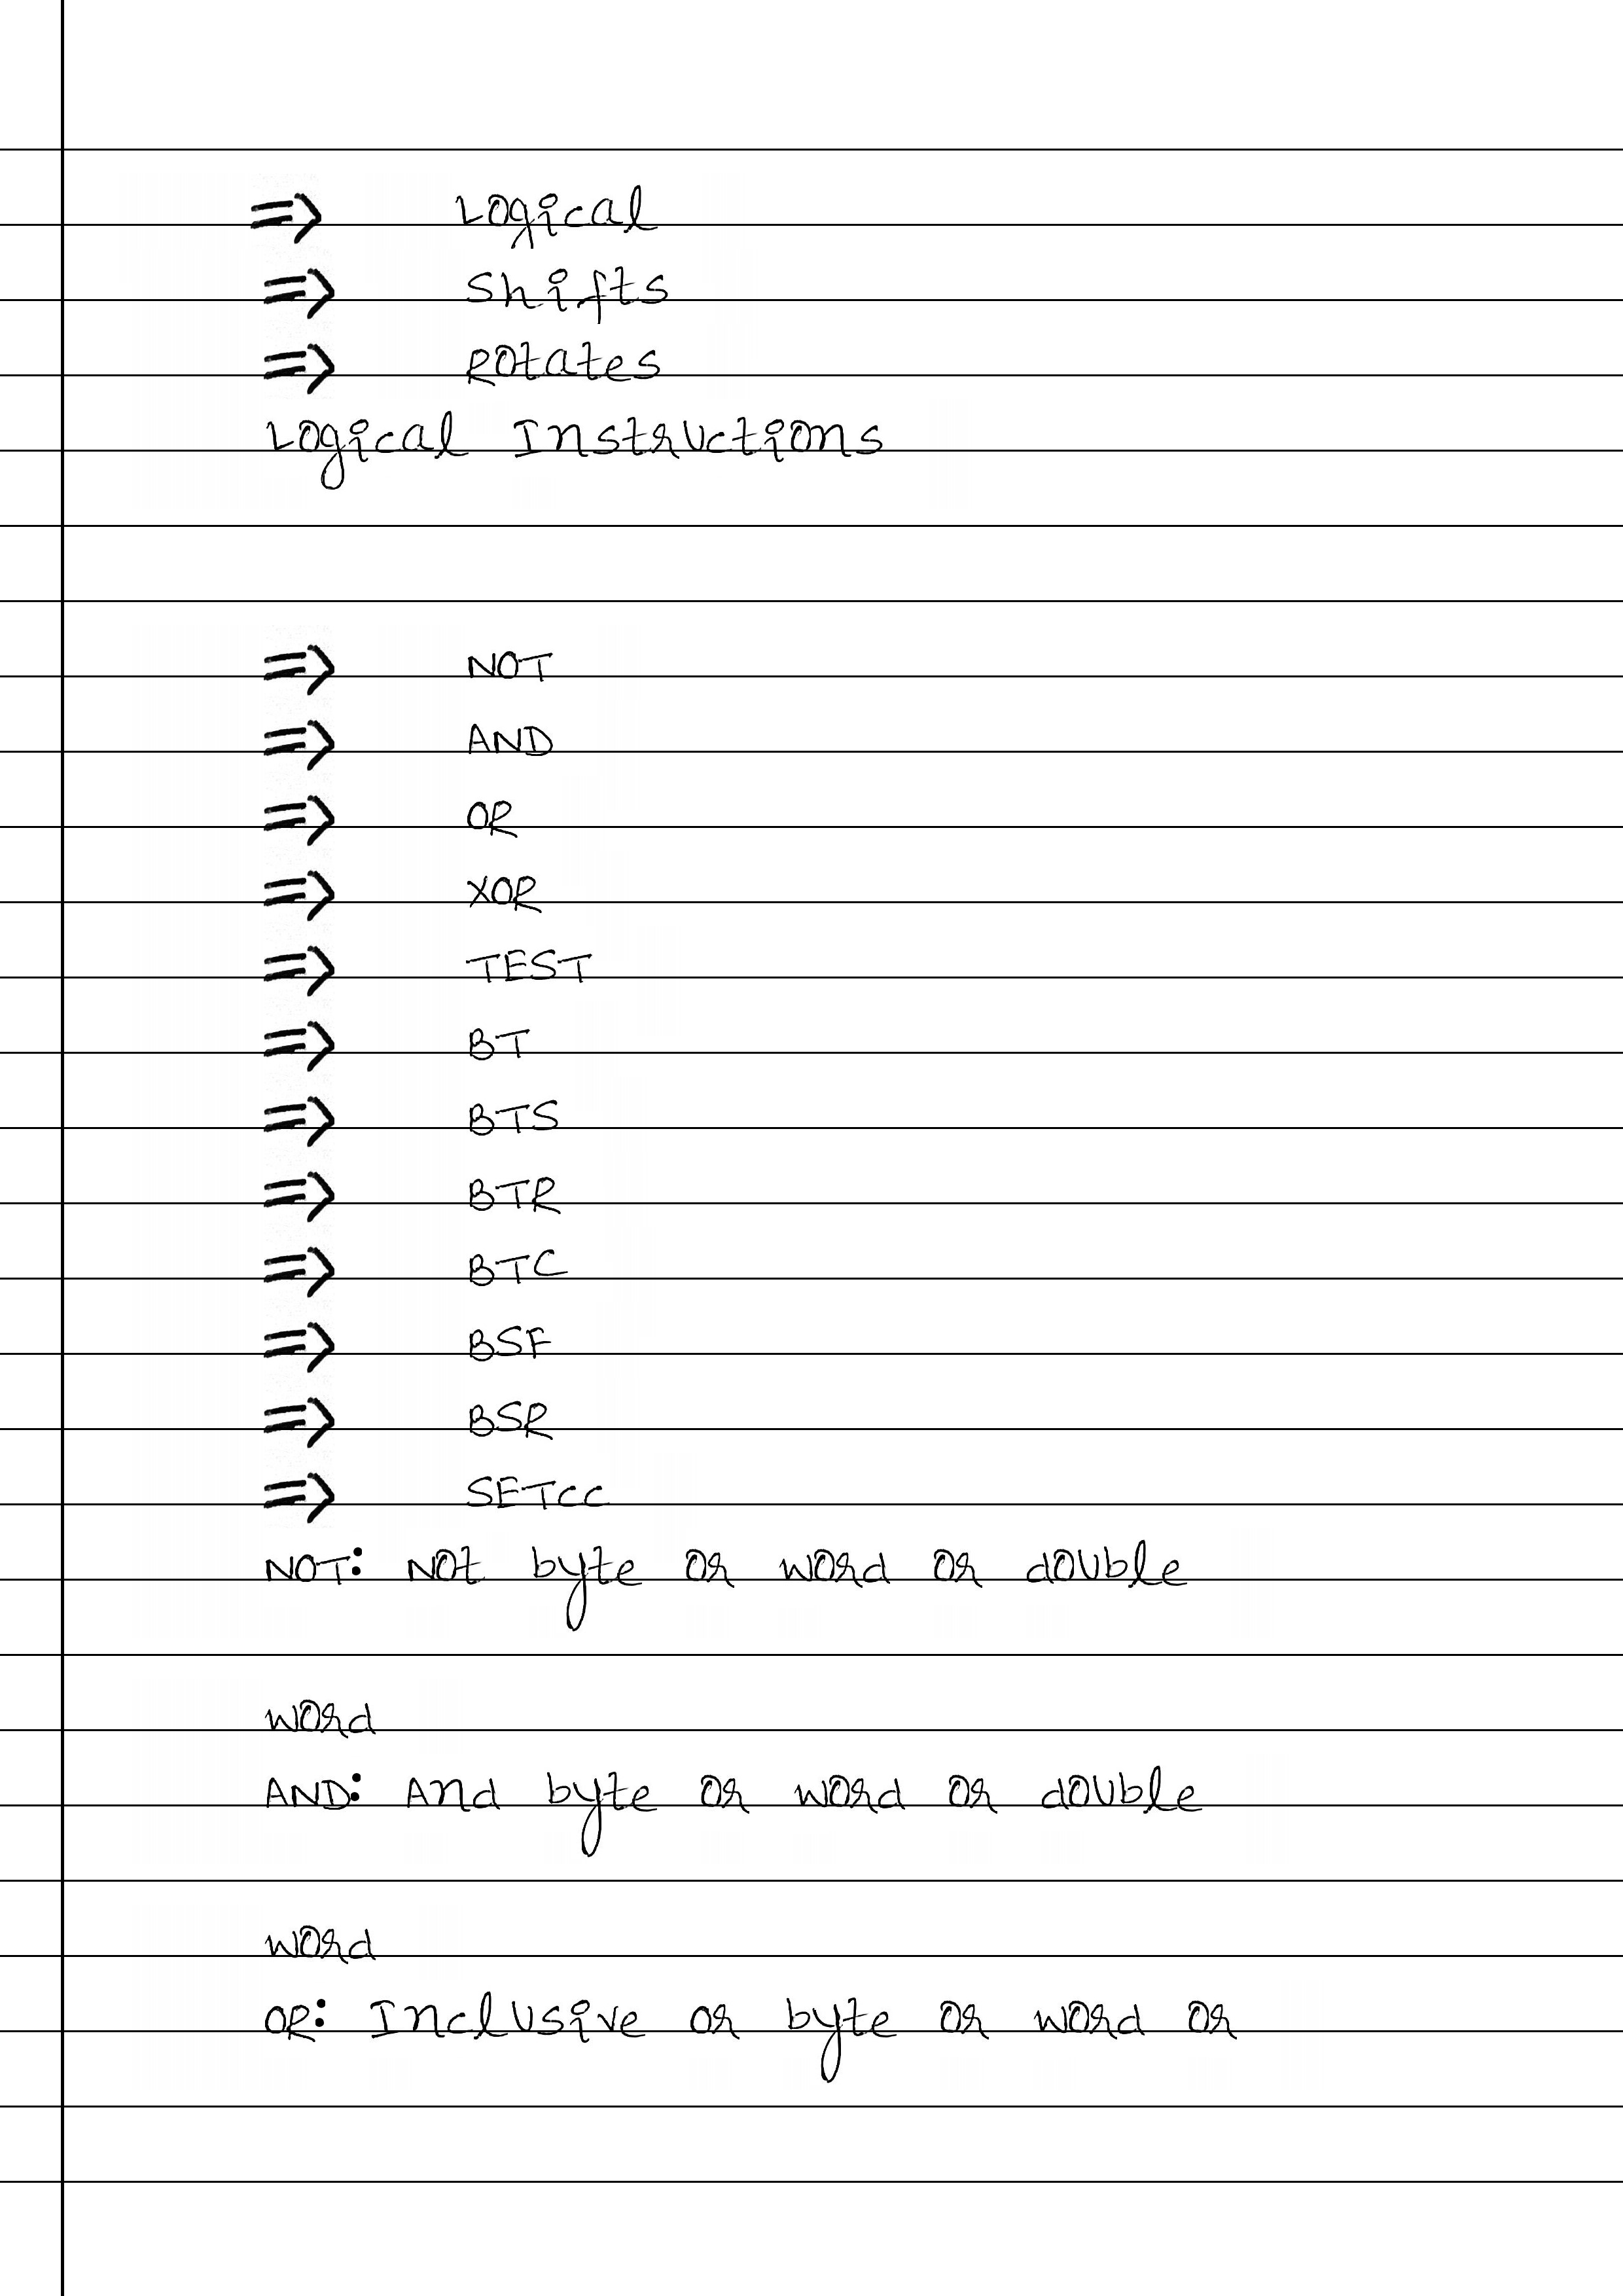 => Logical
=> Shifts
=> Rotates
Logical Instructions
=> NOT
=> AND
=> OR
=> XOR
=> TEST
=> BT
=> BTS
=> BTR
=> BTC
=> BSF
=> BSR
=> SETCC
NOT: Not byte or word or double
word
AND: And byte or word or double
word
OR: Inclusive or byte or word or